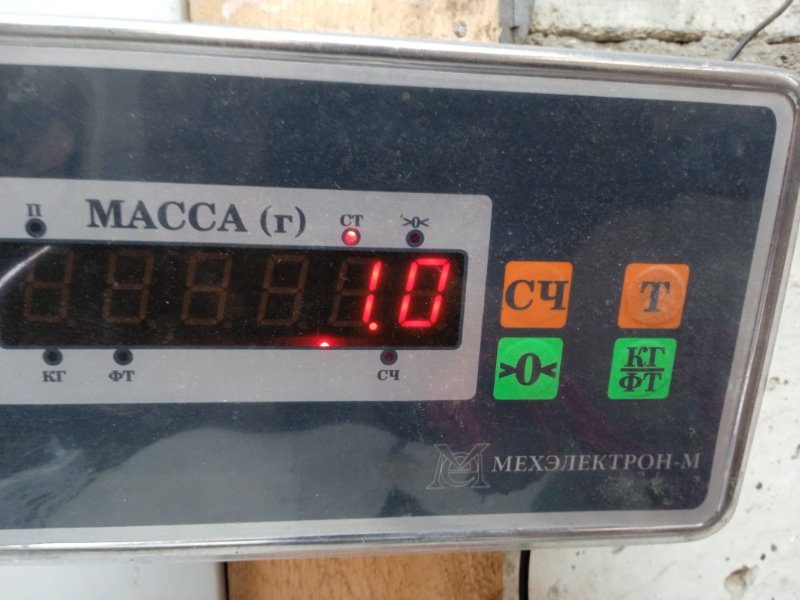 П МАССА (г) СТ >0<
1.0
КГ ФТ СЧ
СЧ Т
>0< КГ/ФТ
МЕХЭЛЕКТРОН-М